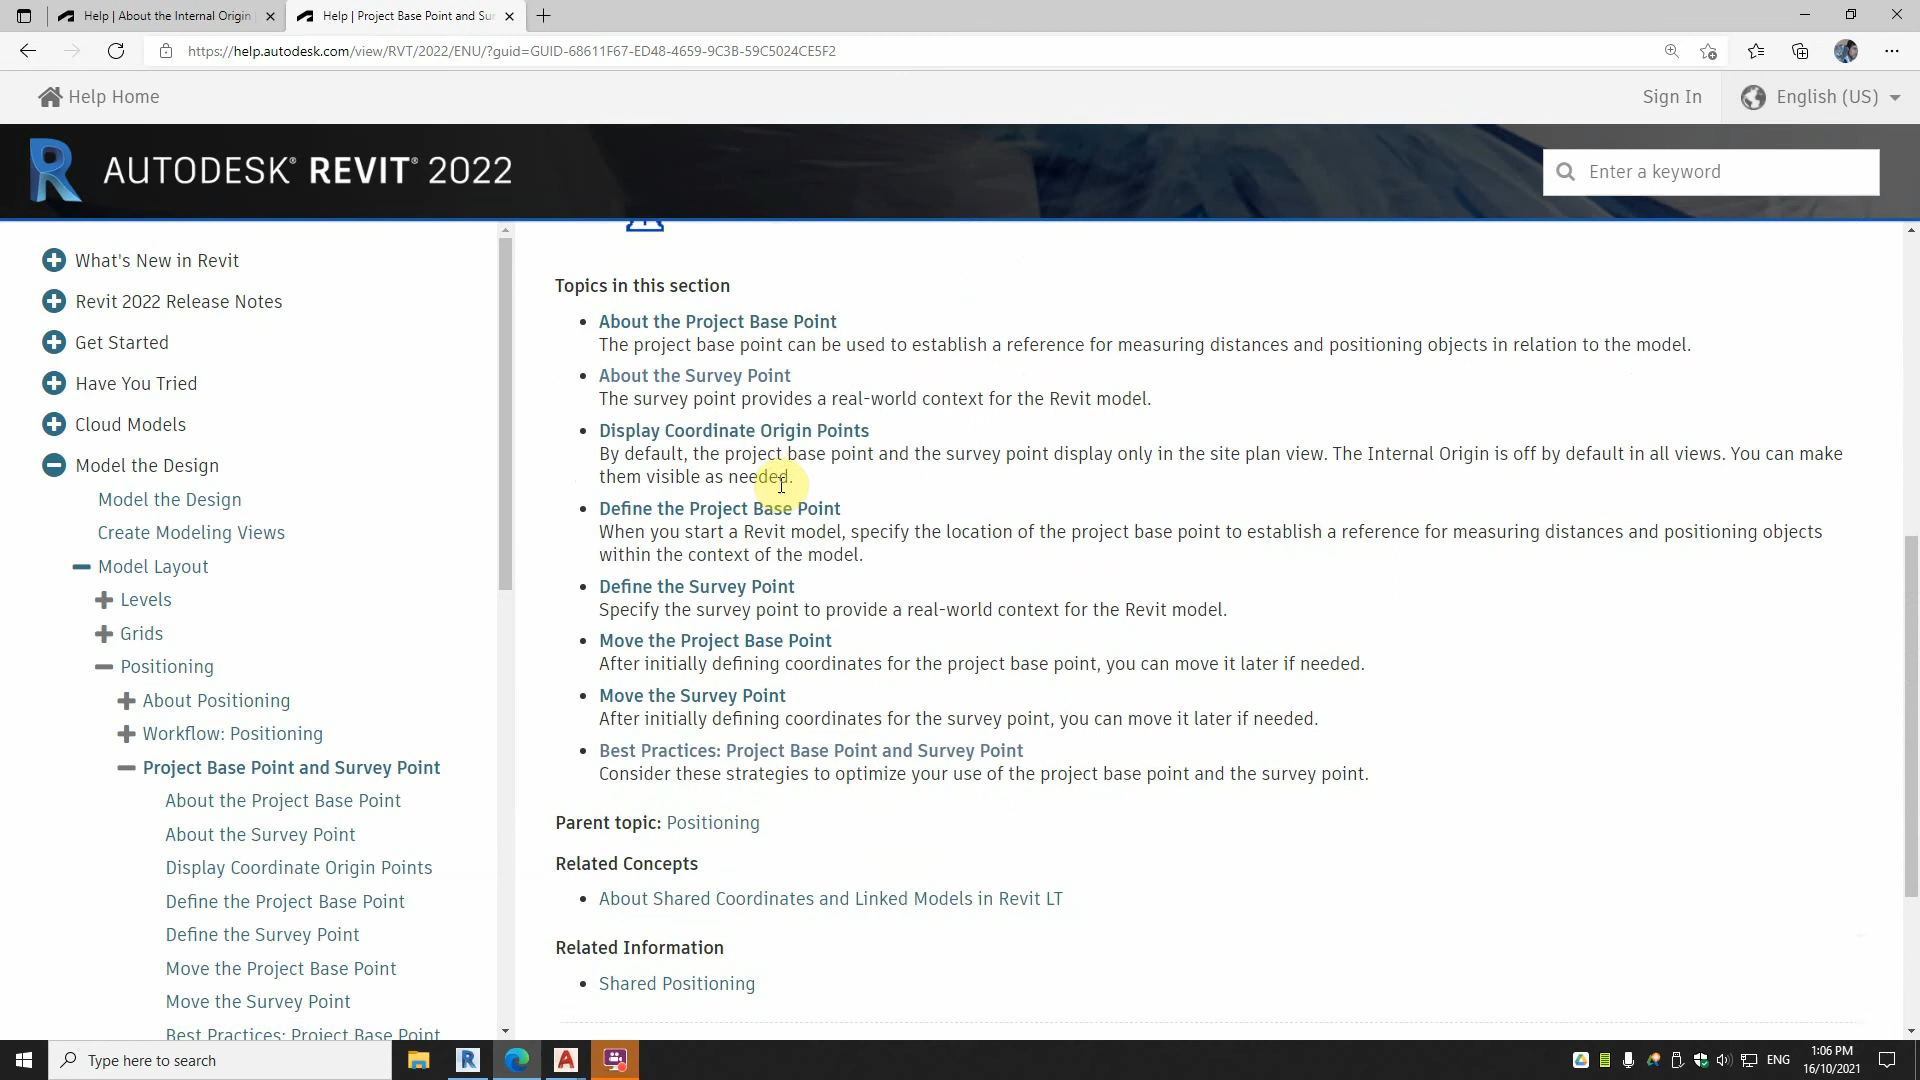 Help | About the Internal Origin
Help | Project Base Point and Sur
https://help.autodesk.com/view/RVT/2022/ENU/?guid=GUID-68611F67-ED48-4659-9C3B-59C5024CE5F2
Help Home
Sign In
English (US)
AUTODESK® REVIT® 2022
Enter a keyword
What's New in Revit
Revit 2022 Release Notes
Get Started
Have You Tried
Cloud Models
Model the Design
Model the Design
Create Modeling Views
Model Layout
Levels
Grids
Positioning
About Positioning
Workflow: Positioning
Project Base Point and Survey Point
About the Project Base Point
About the Survey Point
Display Coordinate Origin Points
Define the Project Base Point
Define the Survey Point
Move the Project Base Point
Move the Survey Point
Best Practices: Project Base Point
Topics in this section
About the Project Base Point
The project base point can be used to establish a reference for measuring distances and positioning objects in relation to the model.
About the Survey Point
The survey point provides a real-world context for the Revit model.
Display Coordinate Origin Points
By default, the project base point and the survey point display only in the site plan view. The Internal Origin is off by default in all views. You can make
them visible as needed.
Define the Project Base Point
When you start a Revit model, specify the location of the project base point to establish a reference for measuring distances and positioning objects
within the context of the model.
Define the Survey Point
Specify the survey point to provide a real-world context for the Revit model.
Move the Project Base Point
After initially defining coordinates for the project base point, you can move it later if needed.
Move the Survey Point
After initially defining coordinates for the survey point, you can move it later if needed.
Best Practices: Project Base Point and Survey Point
Consider these strategies to optimize your use of the project base point and the survey point.
Parent topic: Positioning
Related Concepts
About Shared Coordinates and Linked Models in Revit LT
Related Information
Shared Positioning
Type here to search
ENG
1:06 PM
16/10/2021